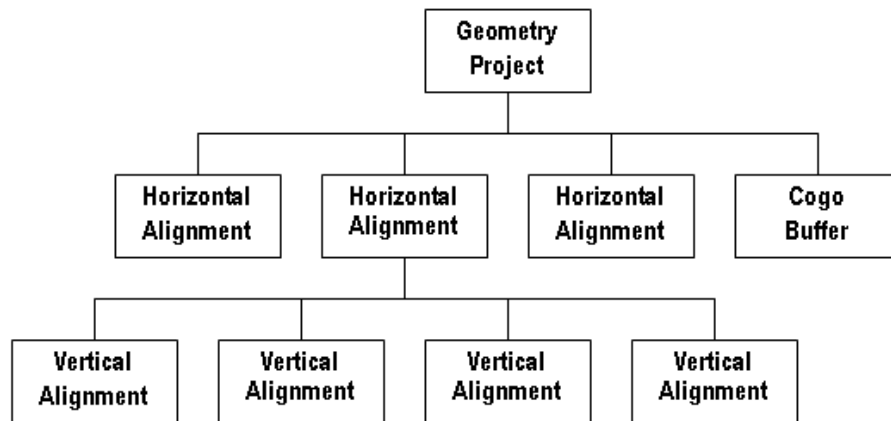 Geometry
Project
Horizontal
Alignment
Horizontal
Alignment
Horizontal
Alignment
Cogo
Buffer
Vertical
Alignment
Vertical
Alignment
Vertical
Alignment
Vertical
Alignment